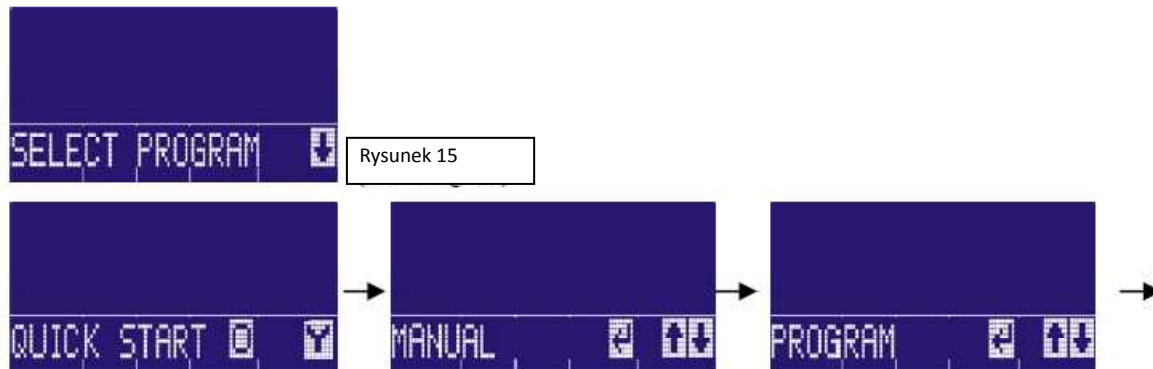 SELECT PROGRAM
Rysunek 15
QUICK START
MANUAL
PROGRAM